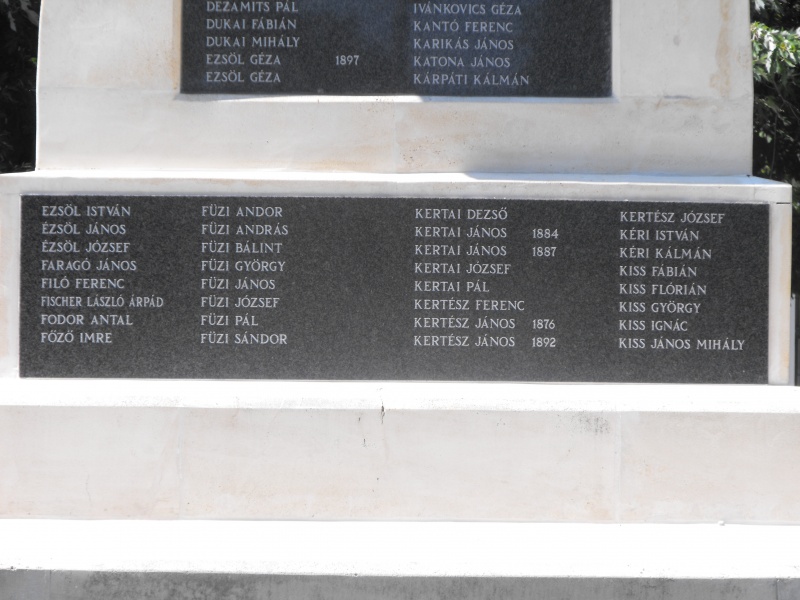 DEZAMITS PÁL
DUKAI FÁBIÁN
DUKAI MIHÁLY
EZSÖL GÉZA 1897
EZSÖL GÉZA
IVÁNKOVICS GÉZA
KANTÓ FERENC
KARIKÁS JÁNOS
KATONA JÁNOS
KÁRPÁTI KÁLMÁN
EZSÖL ISTVÁN
ÉZSÖL JÁNOS
ÉZSÖL JÓZSEF
FARAGÓ JÁNOS
FILÓ FERENC
FISCHER LÁSZLÓ ÁRPÁD
FODOR ANTAL
FŐZŐ IMRE
FÜZI ANDOR
FÜZI ANDRÁS
FÜZI BÁLINT
FÜZI GYÖRGY
FÜZI JÁNOS
FÜZI JÓZSEF
FÜZI PÁL
FÜZI SÁNDOR
KERTAI DEZSŐ
KERTAI JÁNOS 1884
KERTAI JÁNOS 1887
KERTAI JÓZSEF
KERTAI PÁL
KERTÉSZ FERENC
KERTÉSZ JÁNOS 1876
KERTÉSZ JÁNOS 1892
KERTÉSZ JÓZSEF
KÉRI ISTVÁN
KÉRI KÁLMÁN
KISS FÁBIÁN
KISS FLÓRIÁN
KISS GYÖRGY
KISS IGNÁC
KISS JÁNOS MIHÁLY